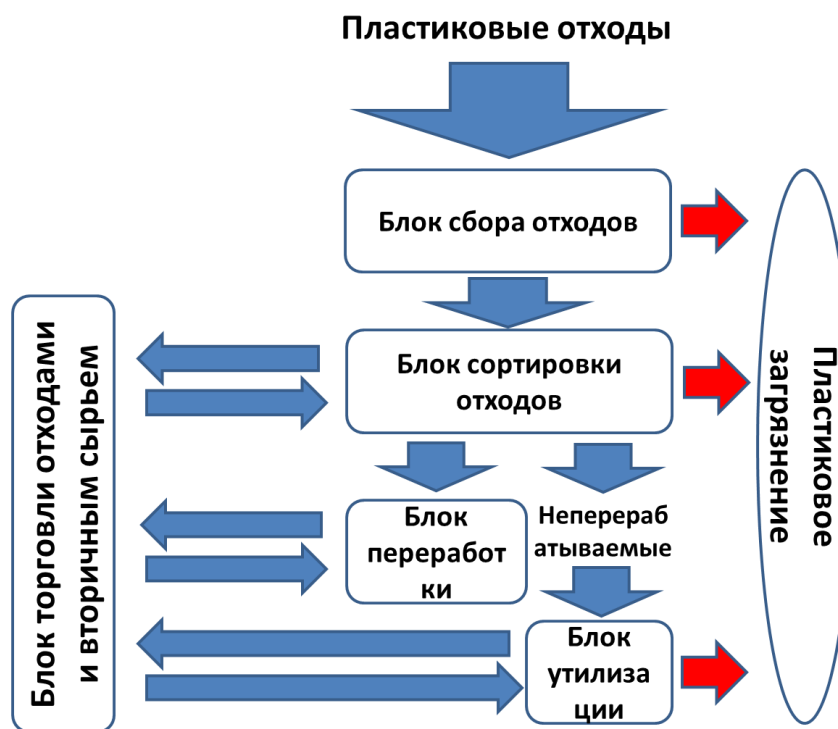 Пластиковые отходы
Блок сбора отходов
Блок сортировки
отходов
Блок
переработ
ки
Неперераб
атываемые
Блок
утилиза
ции
Блок торговли отходами
и вторичным сырьем
Пластиковое
загрязнение